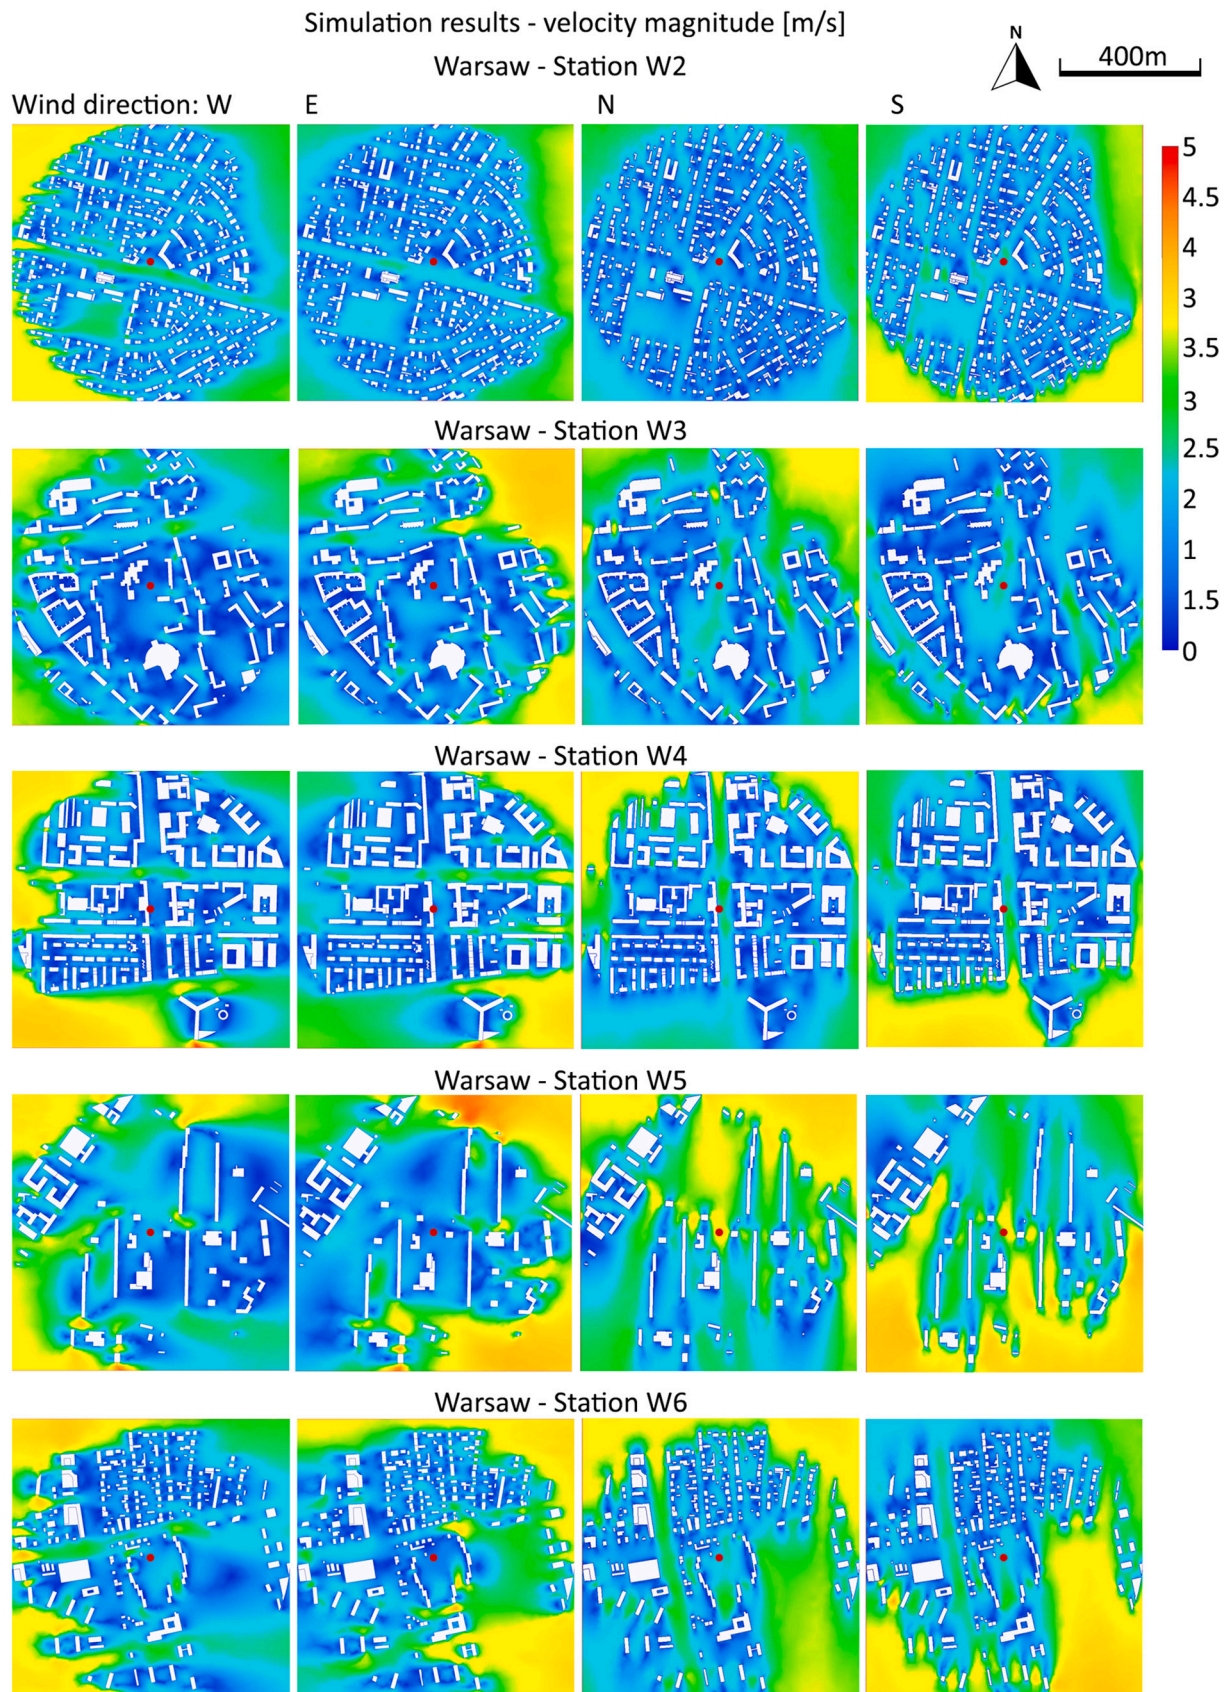 Simulation results - velocity magnitude [m/s]
N
400m
Warsaw - Station W2
Wind direction: W
E
N
S
5
4.5
4
3
3.5
3
2.5
2
1
1.5
0
Warsaw - Station W3
Warsaw - Station W4
Warsaw - Station W5
Warsaw - Station W6